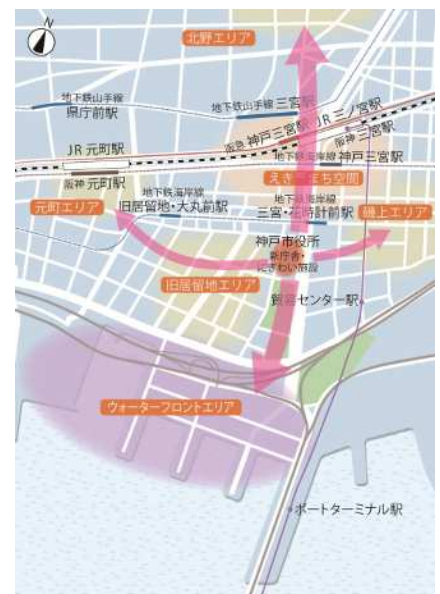 N
北野エリア
地下鉄山手線
県庁前駅
地下鉄山手線 三宮駅
阪急 神戸三宮駅
JR 三ノ宮駅
阪神 三宮駅
JR 元町駅
地下鉄海岸線 神戸三宮駅
阪神 元町駅
えき≈まち空間
元町エリア
地下鉄海岸線
旧居留地・大丸前駅
地下鉄海岸線
三宮・花時計前駅
磯上エリア
神戸市役所
新庁舎・
にぎわい施設
旧居留地エリア
貿易センター駅
ウォーターフロントエリア
ポートターミナル駅